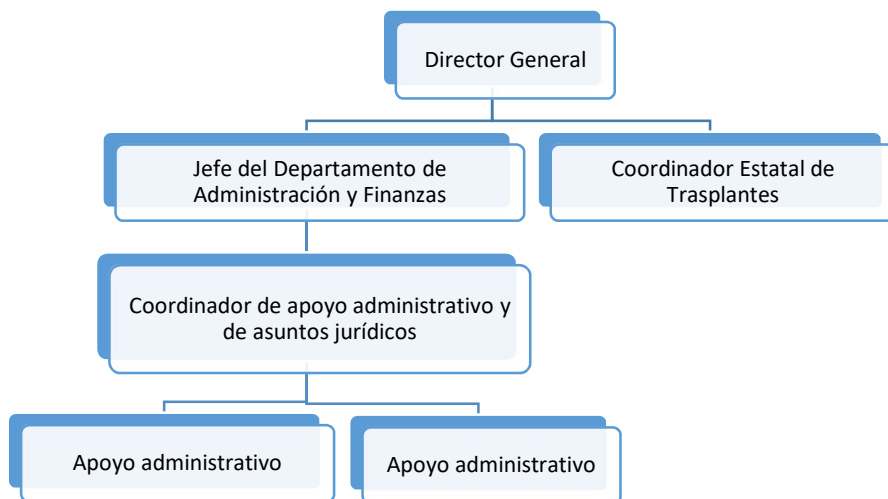 Director General
Jefe del Departamento de
Administración y Finanzas
Coordinador Estatal de
Trasplantes
Coordinador de apoyo administrativo y
de asuntos jurídicos
Apoyo administrativo
Apoyo administrativo